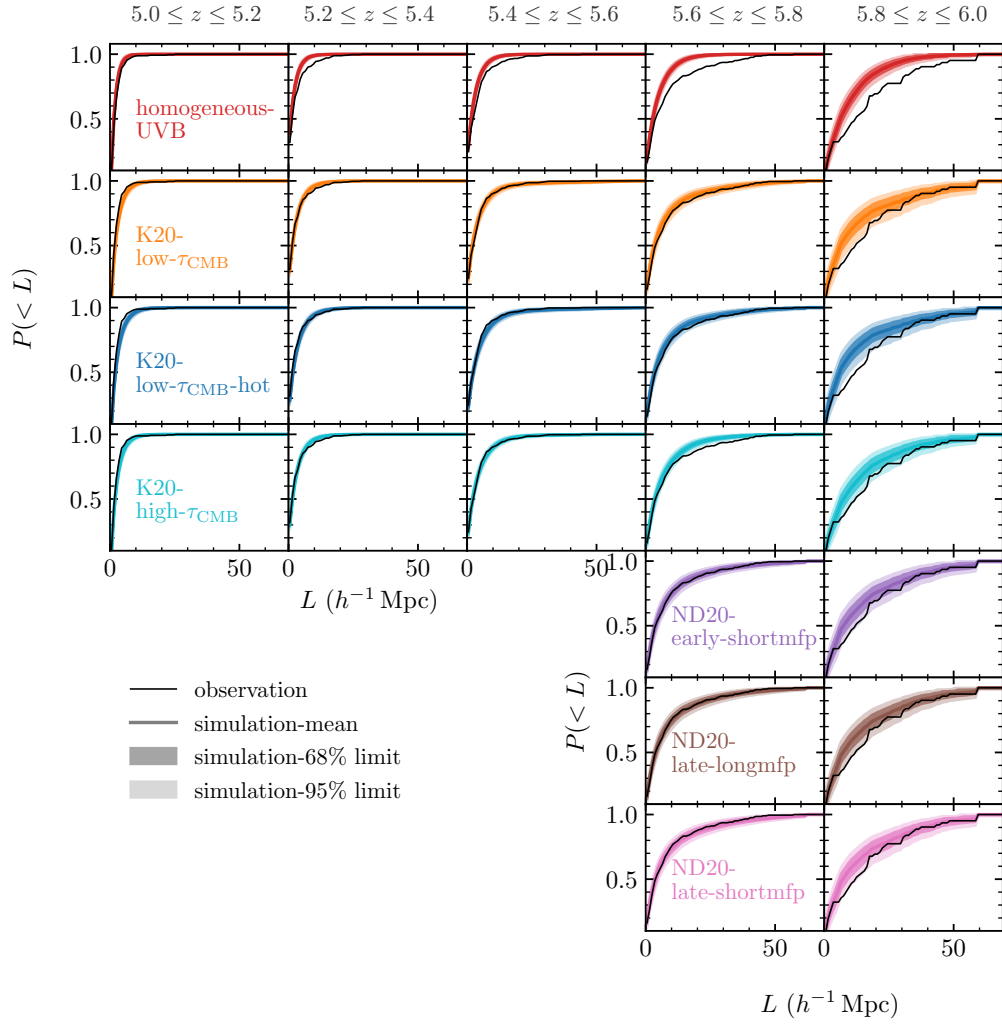 5.0 ≤ z ≤ 5.2 5.2 ≤ z ≤ 5.4 5.4 ≤ z ≤ 5.6 5.6 ≤ z ≤ 5.8 5.8 ≤ z ≤ 6.0
1.0
0.5
homogeneous-
UVB
1.0
0.5
K20-
low-τCMB
P(< L)
1.0
0.5
K20-
low-τCMB-hot
1.0
0.5
K20-
high-τCMB
0 50 0 50 0 50
L (h⁻¹ Mpc)
1.0
0.5
ND20-
early-shortmfp
observation
simulation-mean
simulation-68% limit
simulation-95% limit
P(< L)
1.0
0.5
ND20-
late-longmfp
1.0
0.5
ND20-
late-shortmfp
0 50 0 50
L (h⁻¹ Mpc)